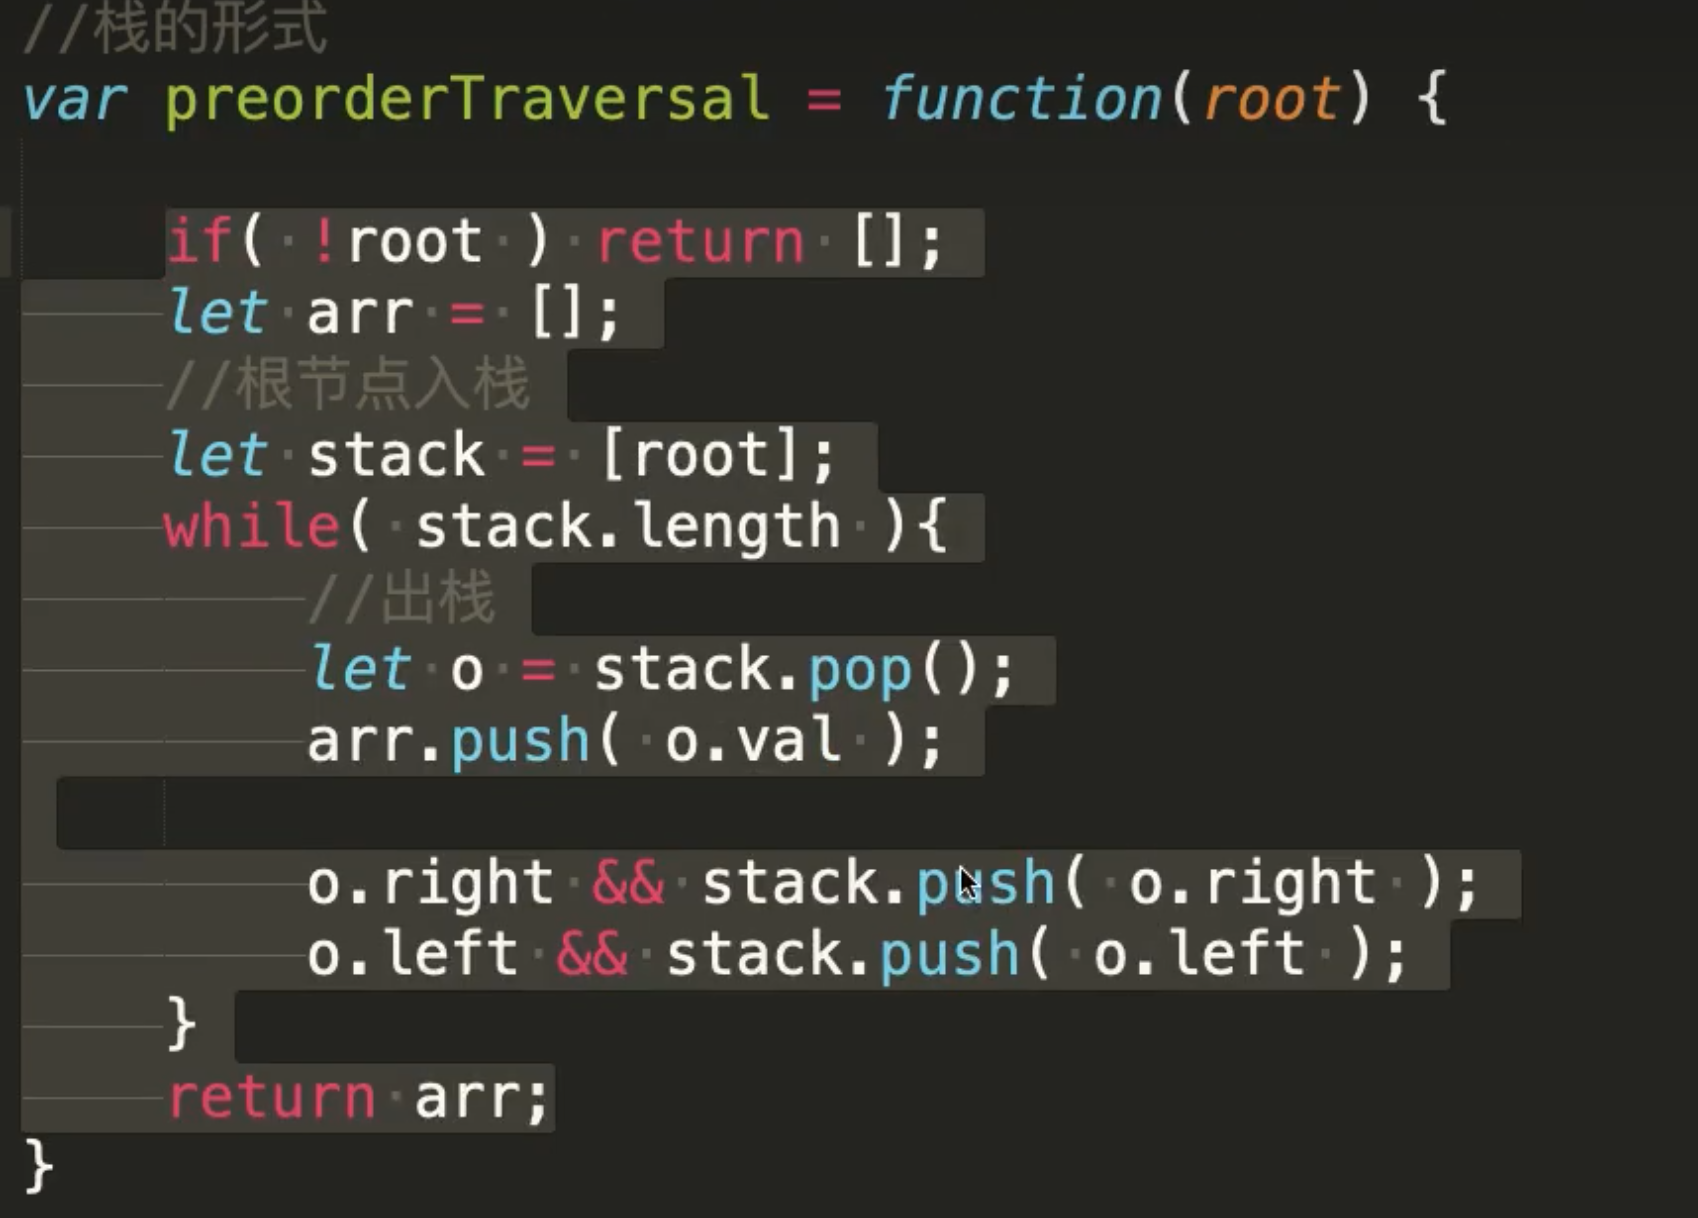 //栈的形式
var preorderTraversal = function(root) {
if( !root ) return [];
let arr = [];
//根节点入栈
let stack = [root];
while( stack.length ){
//出栈
let o = stack.pop();
arr.push( o.val );
o.right && stack.push( o.right );
o.left && stack.push( o.left );
}
return arr;
}